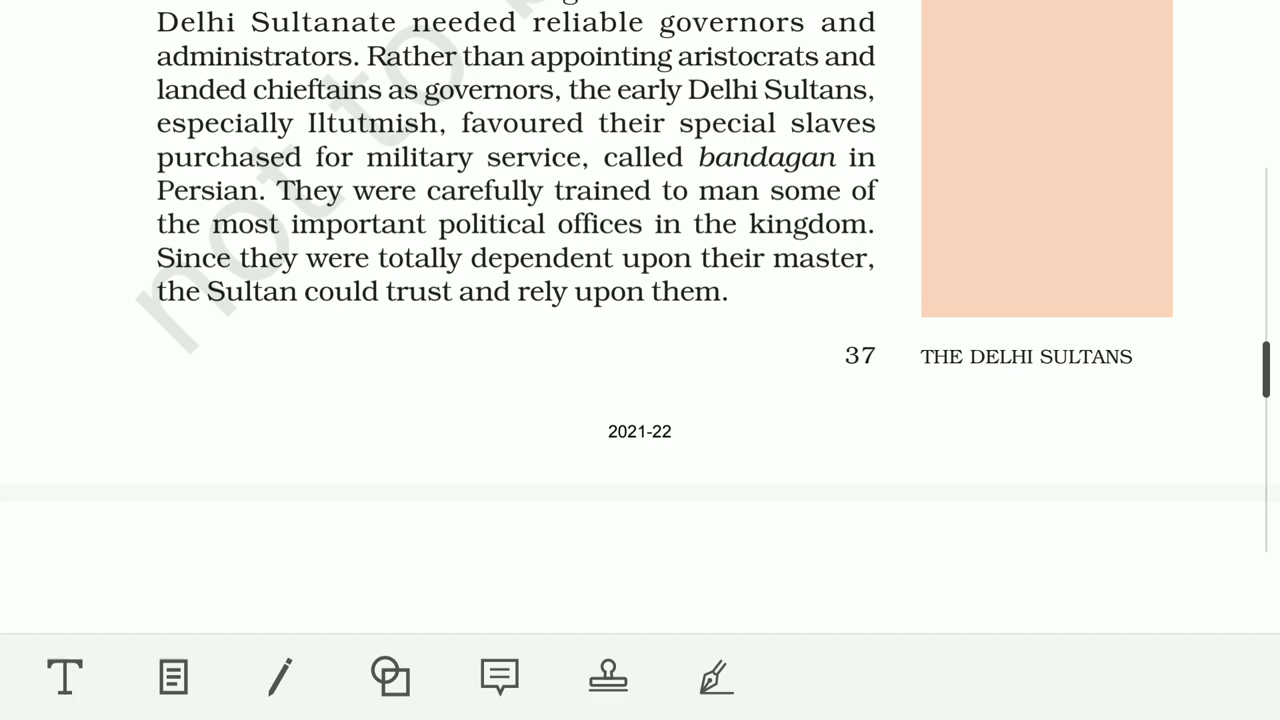 Delhi Sultanate needed reliable governors and
administrators. Rather than appointing aristocrats and
landed chieftains as governors, the early Delhi Sultans,
especially Iltutmish, favoured their special slaves
purchased for military service, called bandagan in
Persian. They were carefully trained to man some of
the most important political offices in the kingdom.
Since they were totally dependent upon their master,
the Sultan could trust and rely upon them.
37 THE DELHI SULTANS
2021-22
not to